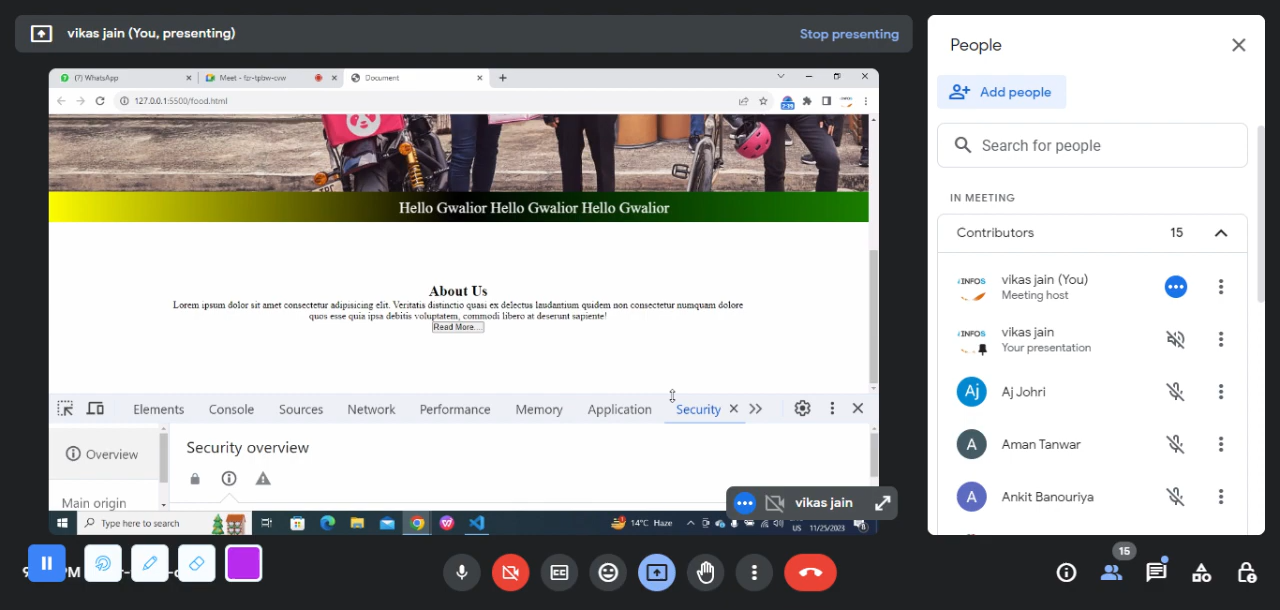 vikas jain (You, presenting)
Stop presenting
(7) WhatsApp
Document
127.0.0.1:5500/food.html
Hello Gwalior Hello Gwalior Hello Gwalior
About Us
Lorem ipsum dolor sit amet consectetur adipisicing elit. Veritatis distinctio quasi ex delectus laudantium quidem non consectetur numquam dolore
quos esse quia ipsa debitis voluptatem, commodi libero at deserunt sapiente!
Read More....
Elements Console Sources Network Performance Memory Application Security
Overview
Security overview
Main origin
vikas jain
Type here to search
14°C Haze
US 11/25/2023
PM
People
Add people
Search for people
IN MEETING
Contributors 15
INFOS
vikas jain (You)
Meeting host
INFOS
vikas jain
Your presentation
Aj
Aj Johri
A
Aman Tanwar
A
Ankit Banouriya
15